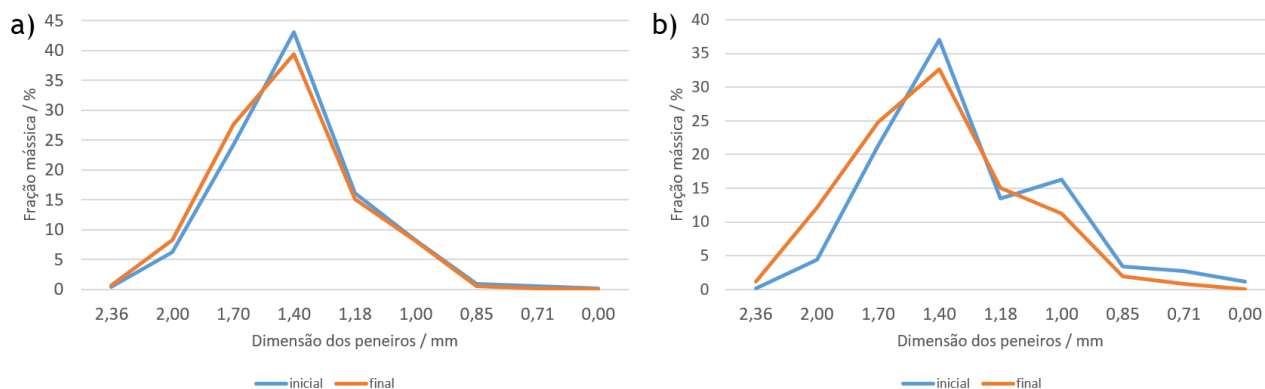 a)
Fração mássica / %
45
40
35
30
25
20
15
10
5
0
2,36 2,00 1,70 1,40 1,18 1,00 0,85 0,71 0,00
Dimensão dos peneiros / mm
inicial final
b)
Fração mássica / %
40
35
30
25
20
15
10
5
0
2,36 2,00 1,70 1,40 1,18 1,00 0,85 0,71 0,00
Dimensão dos peneiros / mm
inicial final